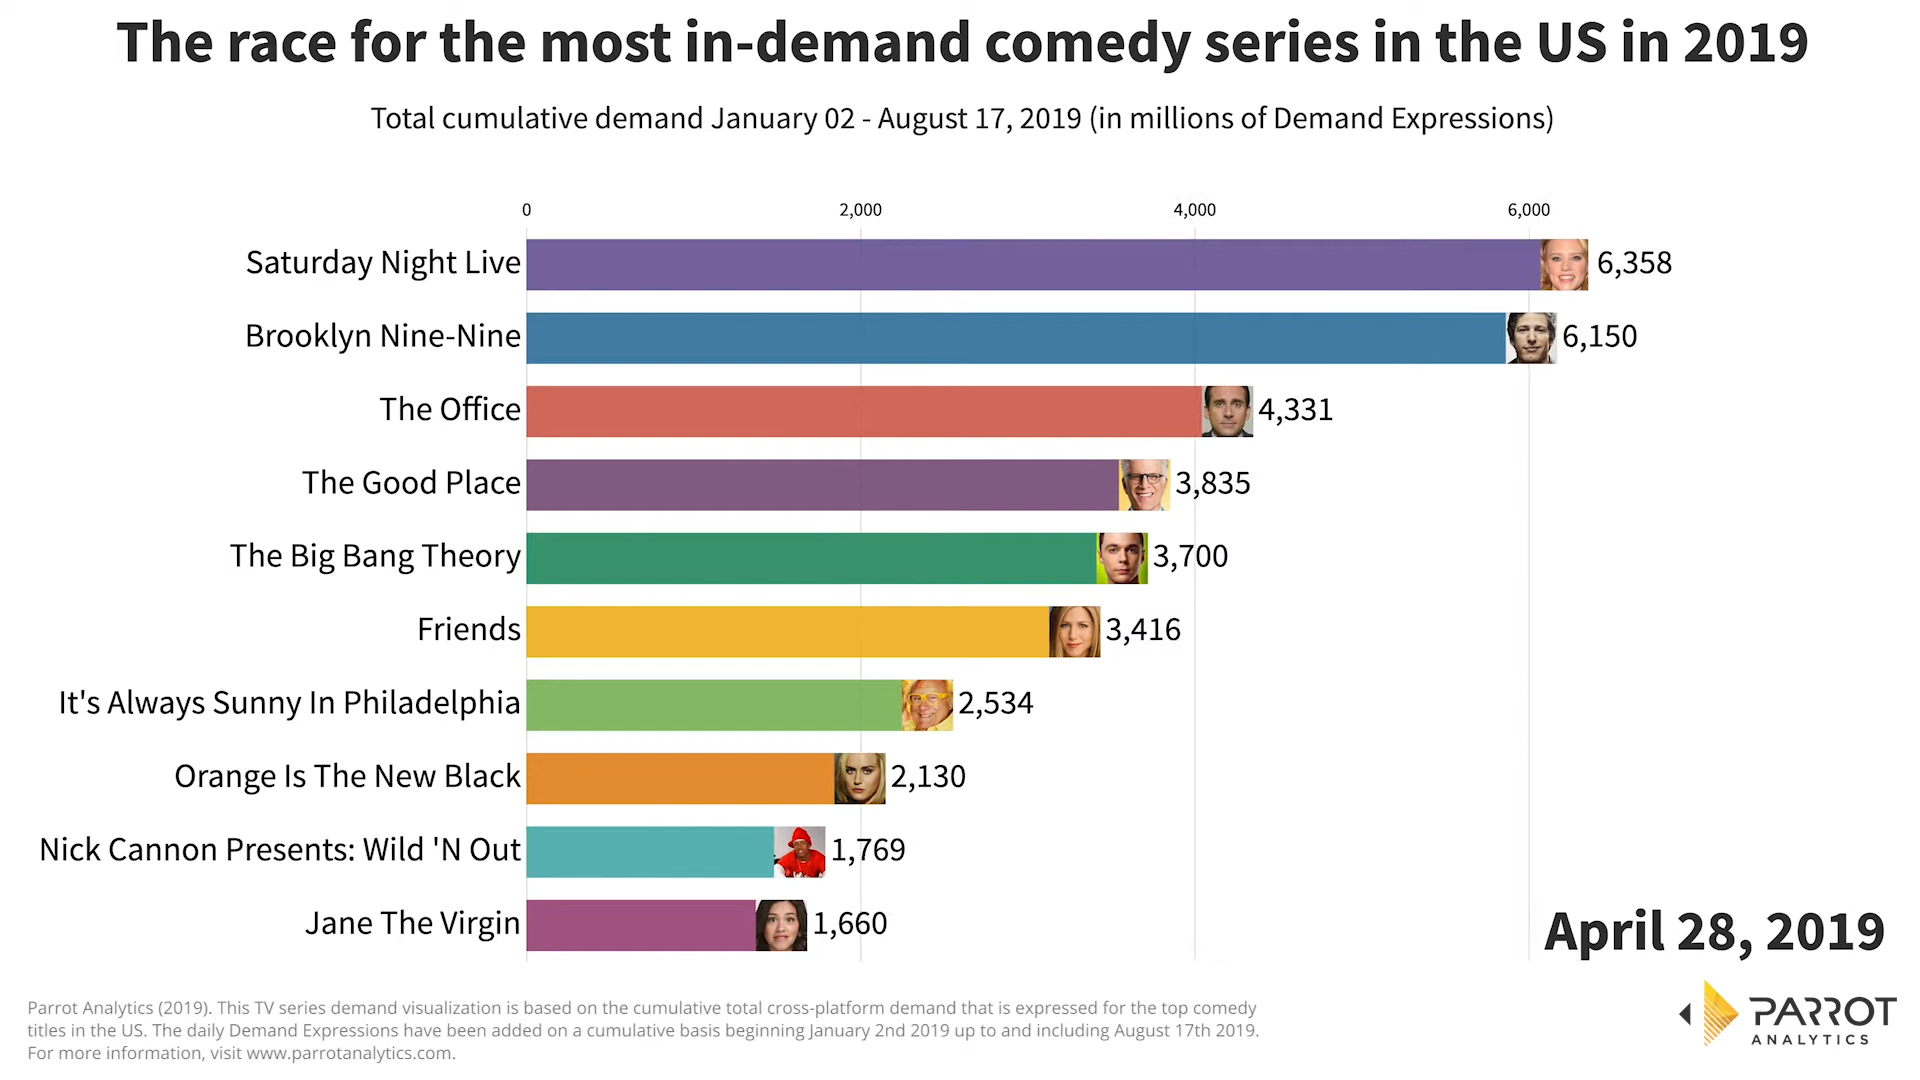 The race for the most in-demand comedy series in the US in 2019
Total cumulative demand January 02 - August 17, 2019 (in millions of Demand Expressions)
0 2,000 4,000 6,000
Saturday Night Live 6,358
Brooklyn Nine-Nine 6,150
The Office 4,331
The Good Place 3,835
The Big Bang Theory 3,700
Friends 3,416
It's Always Sunny In Philadelphia 2,534
Orange Is The New Black 2,130
Nick Cannon Presents: Wild 'N Out 1,769
Jane The Virgin 1,660
April 28, 2019
Parrot Analytics (2019). This TV series demand visualization is based on the cumulative total cross-platform demand that is expressed for the top comedy
titles in the US. The daily Demand Expressions have been added on a cumulative basis beginning January 2nd 2019 up to and including August 17th 2019.
For more information, visit www.parrotanalytics.com.
PARROT
ANALYTICS